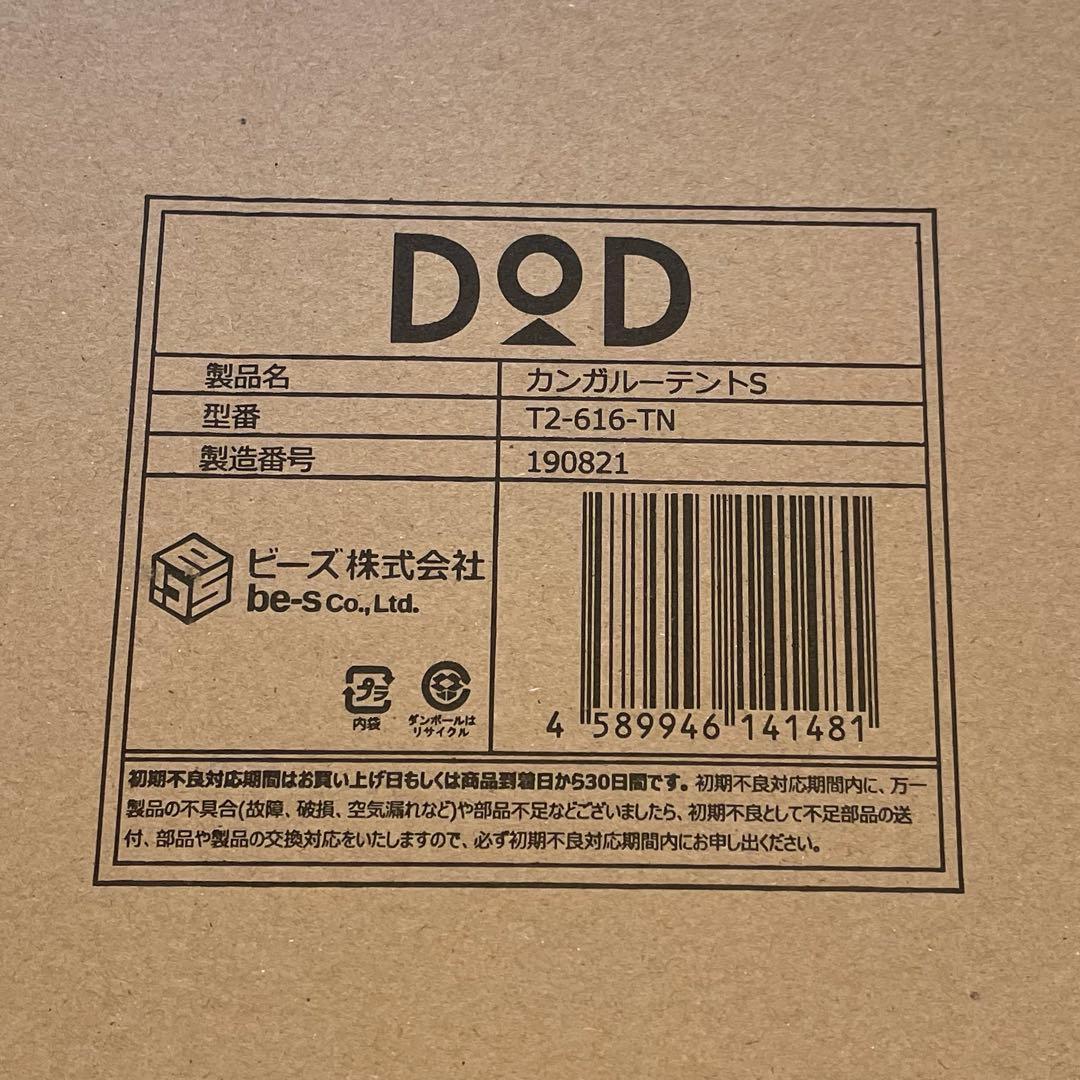 DOD
製品名 カンガルーテントS
型番 T2-616-TN
製造番号 190821
ビーズ株式会社
be-s Co., Ltd.
プラ
内袋
ダンボールは
リサイクル
4 589946 141481
初期不良対応期間はお買い上げ日もしくは商品到着日から30日間です。初期不良対応期間内に、万一
製品の不具合(故障、破損、空気漏れなど)や部品不足などございましたら、初期不良として不足部品の送
付、部品や製品の交換対応をいたしますので、必ず初期不良対応期間内にお申し出ください。